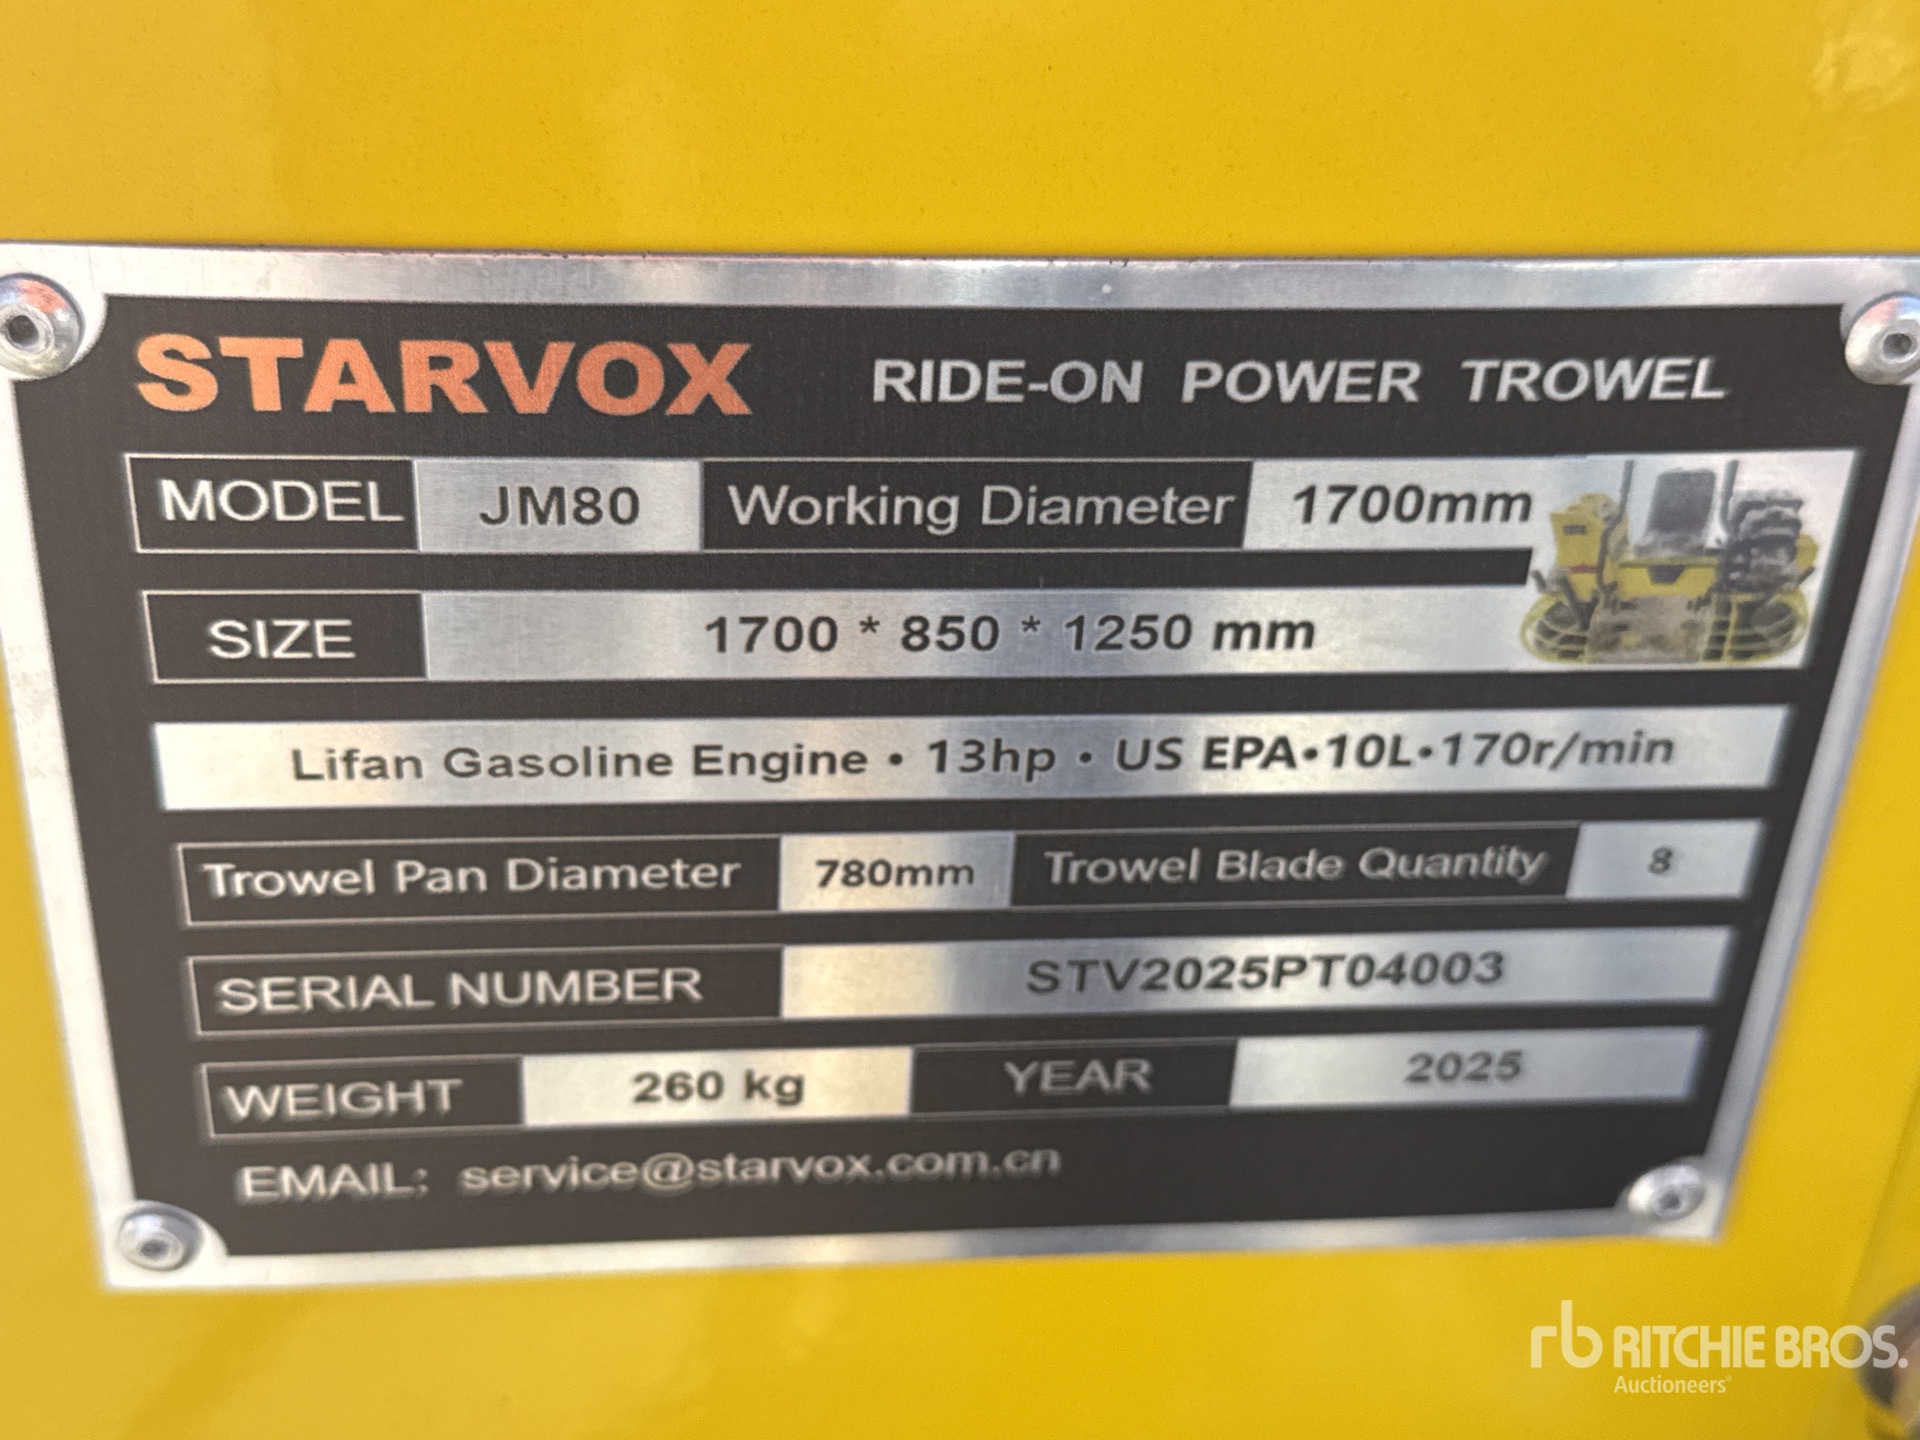 STARVOX RIDE-ON POWER TROWEL
MODEL JM80 Working Diameter 1700mm
SIZE 1700 * 850 * 1250 mm
Lifan Gasoline Engine • 13hp • US EPA•10L•170r/min
Trowel Pan Diameter 780mm Trowel Blade Quantity 8
SERIAL NUMBER STV2025PT04003
WEIGHT 260 kg YEAR 2025
EMAIL: service@starvox.com.cn
rb RITCHIE BROS.
Auctioneers